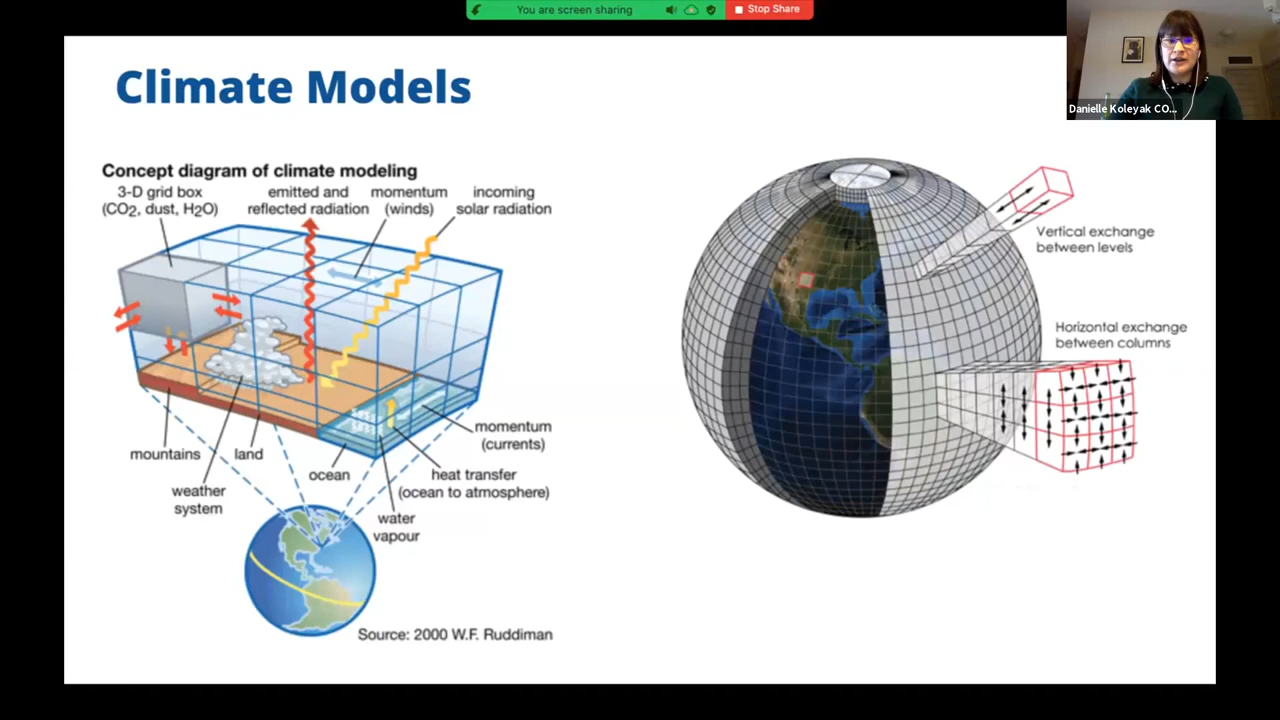 You are screen sharing
Stop Share
Danielle Koleyak CO...
Climate Models
Concept diagram of climate modeling
3-D grid box
(CO2, dust, H2O)
emitted and
reflected radiation
momentum
(winds)
incoming
solar radiation
Vertical exchange
between levels
Horizontal exchange
between columns
mountains
land
weather
system
ocean
momentum
(currents)
heat transfer
(ocean to atmosphere)
water
vapour
Source: 2000 W.F. Ruddiman